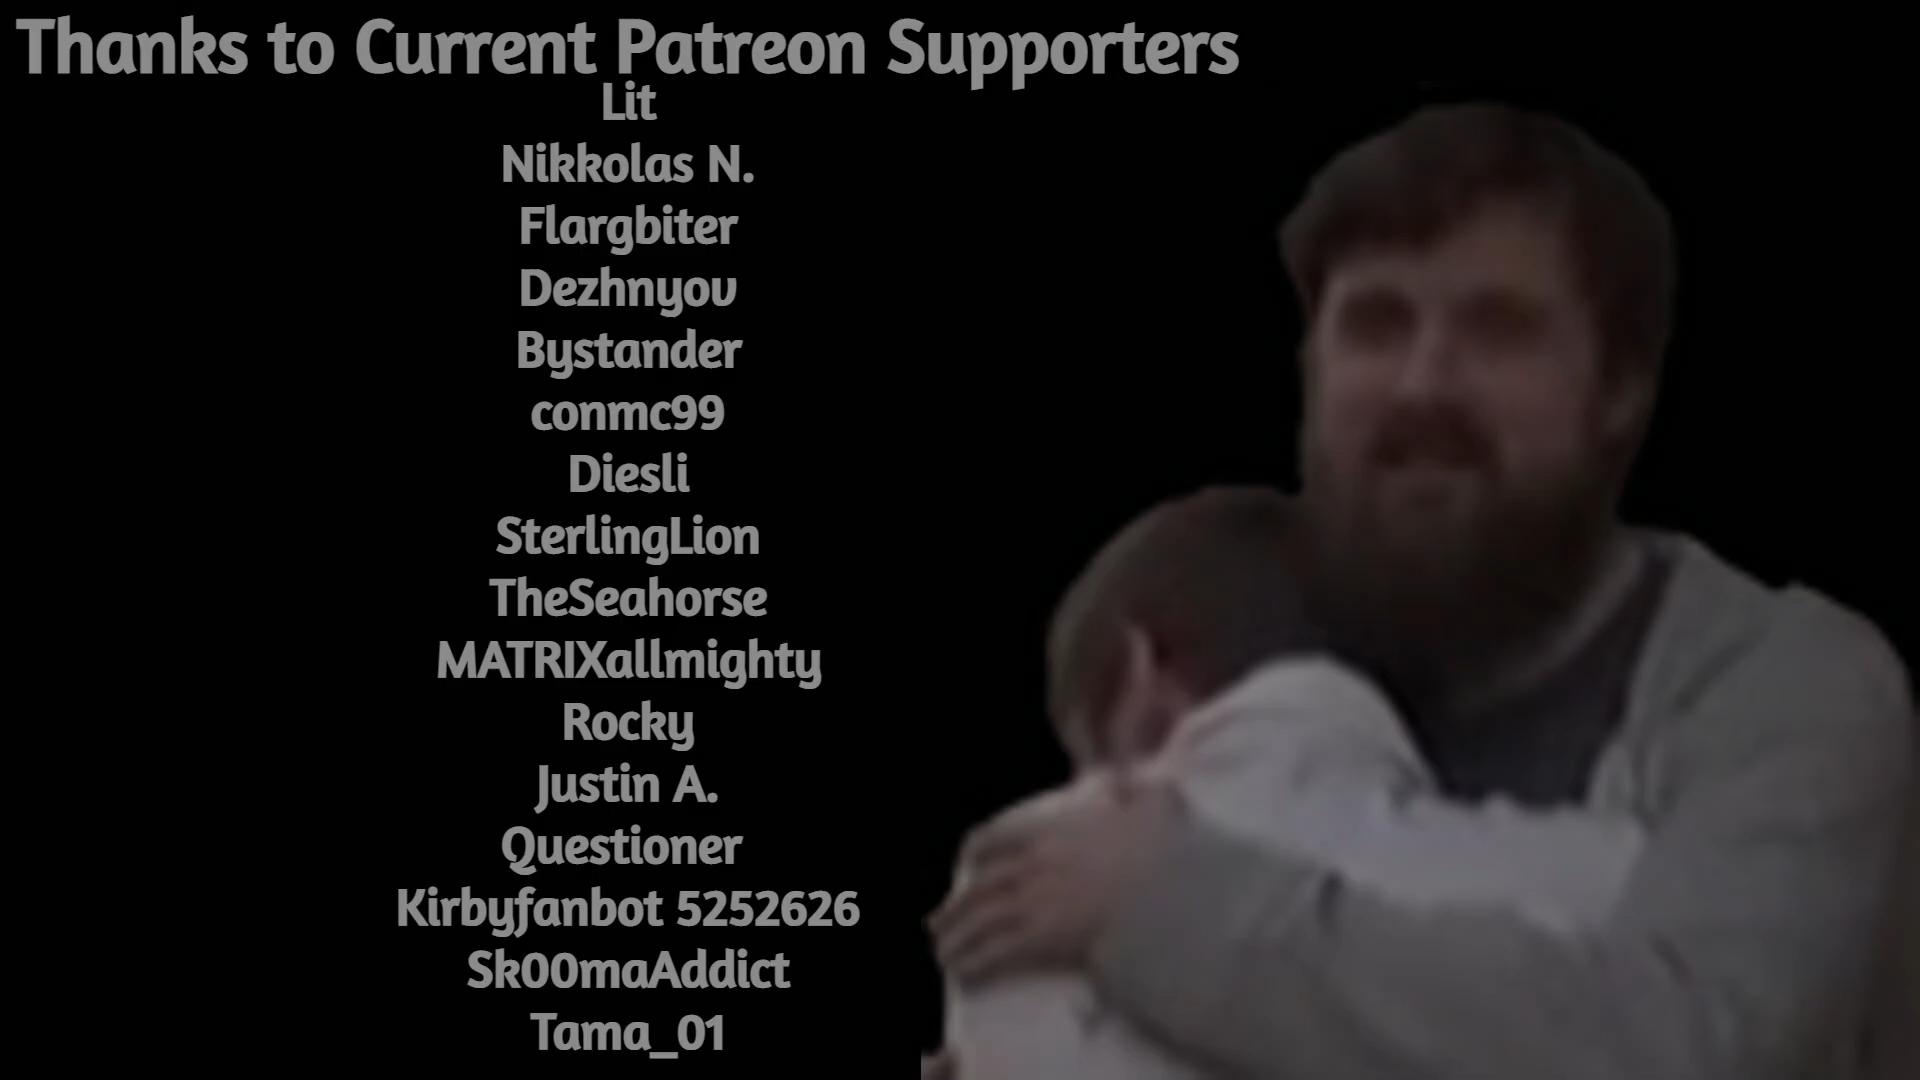 Thanks to Current Patreon Supporters
Lit
Nikkolas N.
Flargbiter
Dezhnyov
Bystander
conmc99
Diesli
SterlingLion
TheSeahorse
MATRIXallmighty
Rocky
Justin A.
Questioner
Kirbyfanbot 5252626
Sk00maAddict
Tama_01